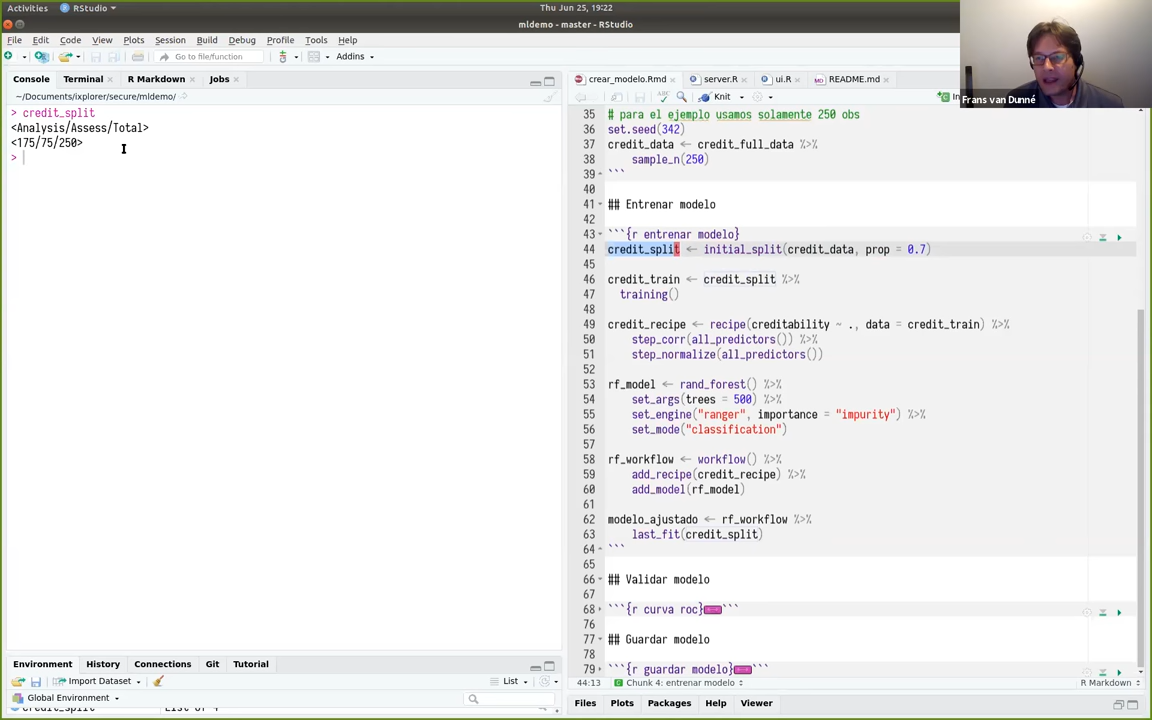 Activities RStudio Thu Jun 25, 19:22
mldemo - master - RStudio
File Edit Code View Plots Session Build Debug Profile Tools Help
Go to file/function Addins
Console Terminal R Markdown Jobs
~/Documents/ixplorer/secure/mldemo/
> credit_split
<Analysis/Assess/Total>
<175/75/250>
>
Environment History Connections Git Tutorial
Import Dataset List
Global Environment
crear_modelo.Rmd server.R ui.R README.md
Knit
35 # para el ejemplo usamos solamente 250 obs
36 set.seed(342)
37 credit_data <- credit_full_data %>%
38 sample_n(250)
39 ```
40
41 ## Entrenar modelo
42
43 ```{r entrenar modelo}
44 credit_split <- initial_split(credit_data, prop = 0.7)
45
46 credit_train <- credit_split %>%
47 training()
48
49 credit_recipe <- recipe(creditability ~ ., data = credit_train) %>%
50 step_corr(all_predictors()) %>%
51 step_normalize(all_predictors())
52
53 rf_model <- rand_forest() %>%
54 set_args(trees = 500) %>%
55 set_engine("ranger", importance = "impurity") %>%
56 set_mode("classification")
57
58 rf_workflow <- workflow() %>%
59 add_recipe(credit_recipe) %>%
60 add_model(rf_model)
61
62 modelo_ajustado <- rf_workflow %>%
63 last_fit(credit_split)
64 ```
65
66 ## Validar modelo
67
68 ```{r curva roc}```
76
77 ## Guardar modelo
78
79 ```{r guardar modelo}```
44:13 Chunk 4: entrenar modelo R Markdown
Files Plots Packages Help Viewer
Frans van Dunné